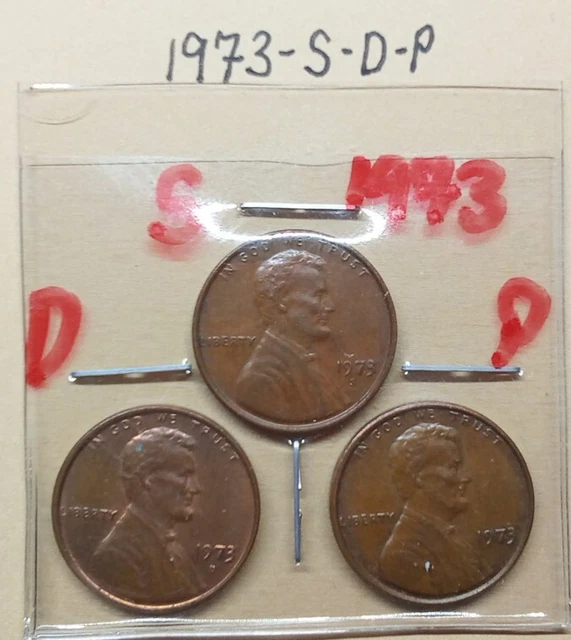 1973-S-D-P
S 1973
D P
IN GOD WE TRUST
LIBERTY
1973
S
IN GOD WE TRUST
LIBERTY
1973
D
IN GOD WE TRUST
LIBERTY
1973